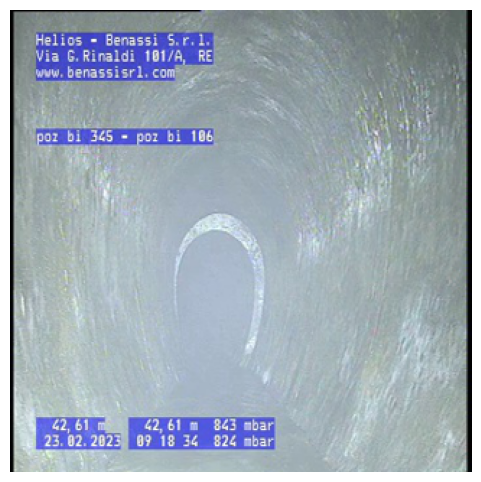 Helios - Benassi S.r.l.
Via G.Rinaldi 101/A, RE
www.benassisrl.com
poz bi 345 - poz bi 106
42,61 m 42,61 m 843 mbar
23.02.2023 09 18 34 824 mbar